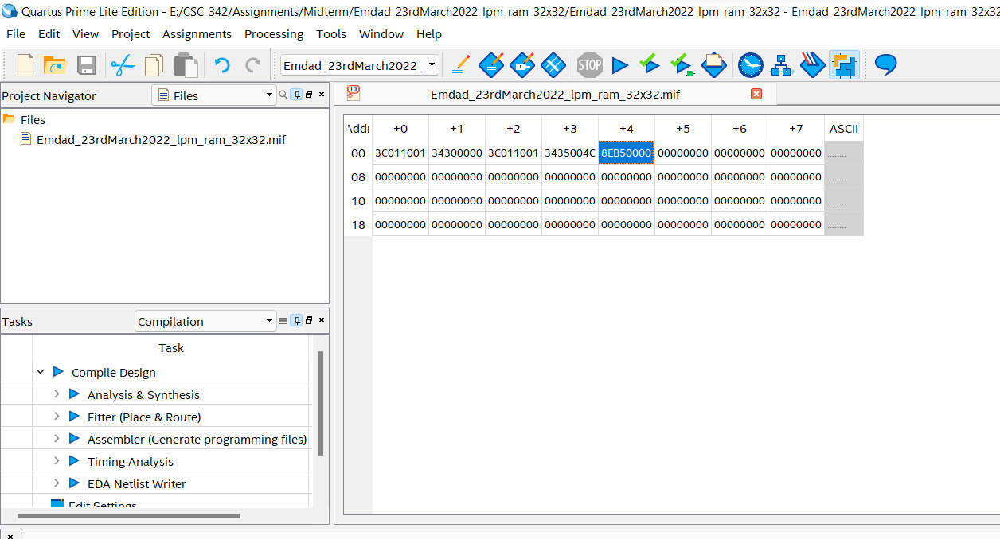 Quartus Prime Lite Edition - E:/CSC_342/Assignments/Midterm/Emdad_23rdMarch2022_lpm_ram_32x32/Emdad_23rdMarch2022_lpm_ram_32x32 - Emdad_23rdMarch2022_lpm_ram_32x32
File Edit View Project Assignments Processing Tools Window Help
Emdad_23rdMarch2022_
STOP
Project Navigator Files
Emdad_23rdMarch2022_lpm_ram_32x32.mif
Files
Emdad_23rdMarch2022_lpm_ram_32x32.mif
Addr +0 +1 +2 +3 +4 +5 +6 +7 ASCII
00 3C011001 34300000 3C011001 3435004C 8EB50000 00000000 00000000 00000000 ........
08 00000000 00000000 00000000 00000000 00000000 00000000 00000000 00000000 ........
10 00000000 00000000 00000000 00000000 00000000 00000000 00000000 00000000 ........
18 00000000 00000000 00000000 00000000 00000000 00000000 00000000 00000000 ........
Tasks Compilation
Task
Compile Design
Analysis & Synthesis
Fitter (Place & Route)
Assembler (Generate programming files)
Timing Analysis
EDA Netlist Writer
Edit Settings